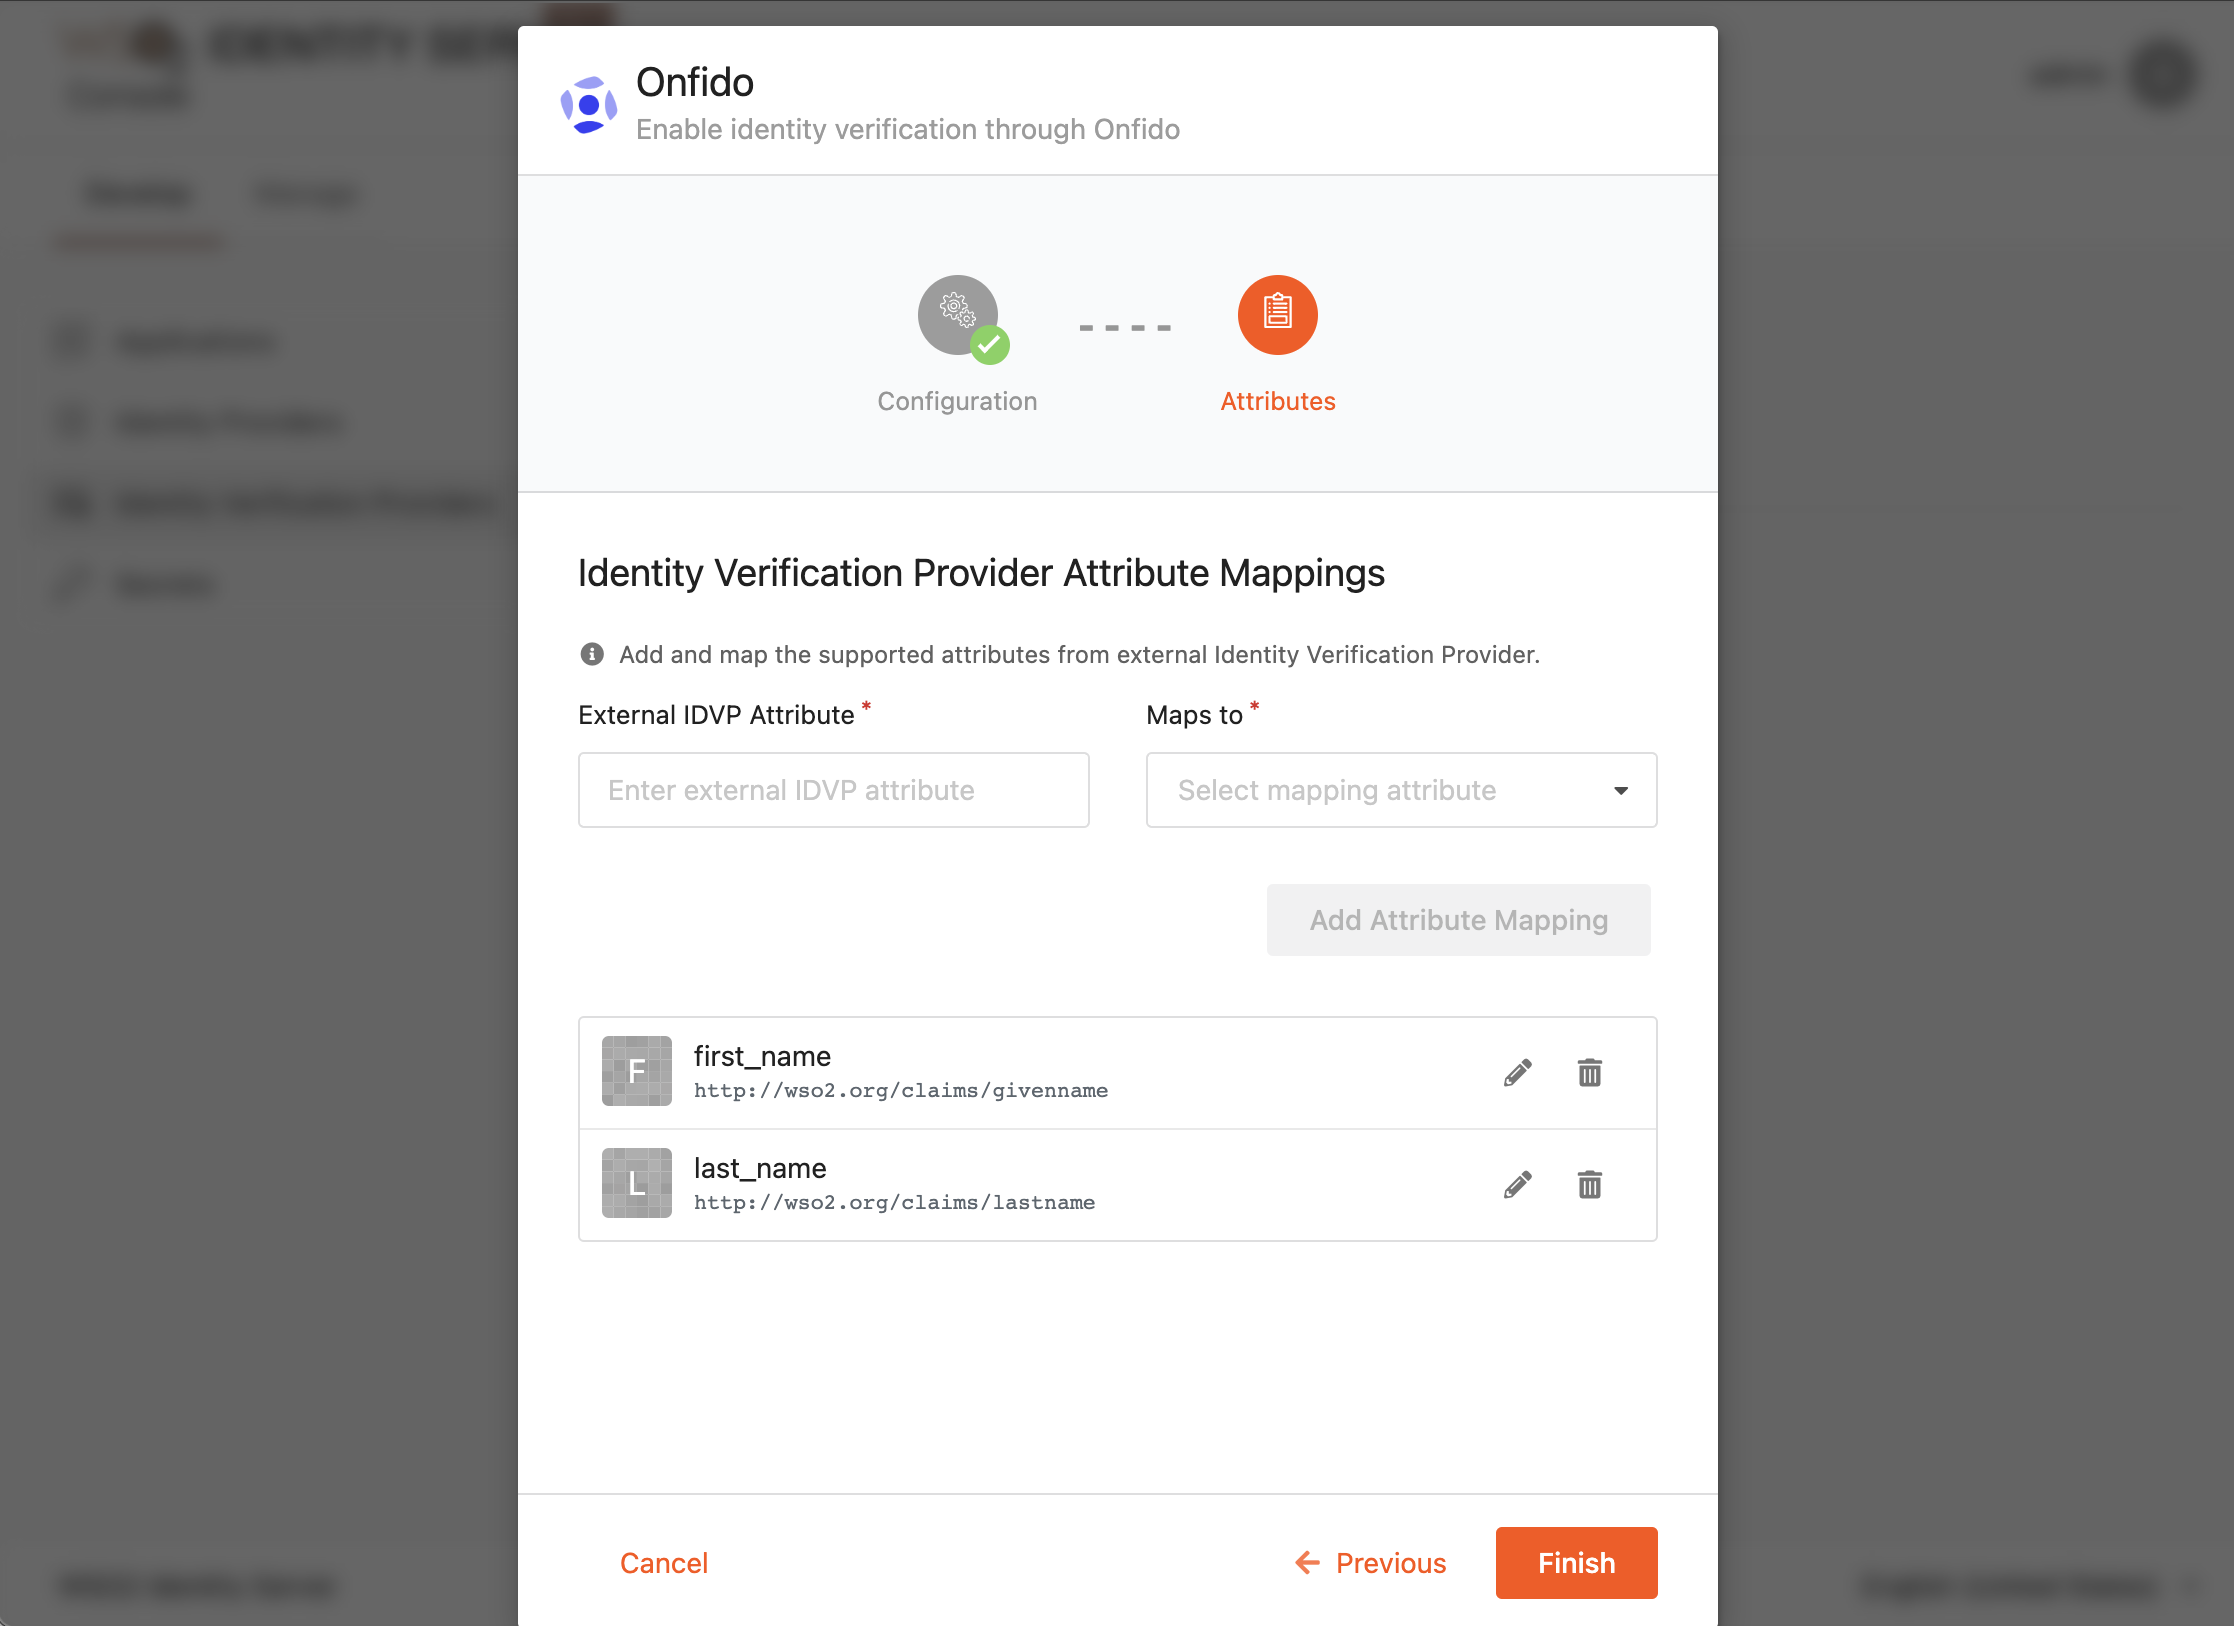 Onfido
Enable identity verification through Onfido
Configuration
Attributes
Identity Verification Provider Attribute Mappings
Add and map the supported attributes from external Identity Verification Provider.
External IDVP Attribute *
Maps to *
Enter external IDVP attribute
Select mapping attribute
Add Attribute Mapping
F
first_name
http://wso2.org/claims/givenname
L
last_name
http://wso2.org/claims/lastname
Cancel
Previous
Finish